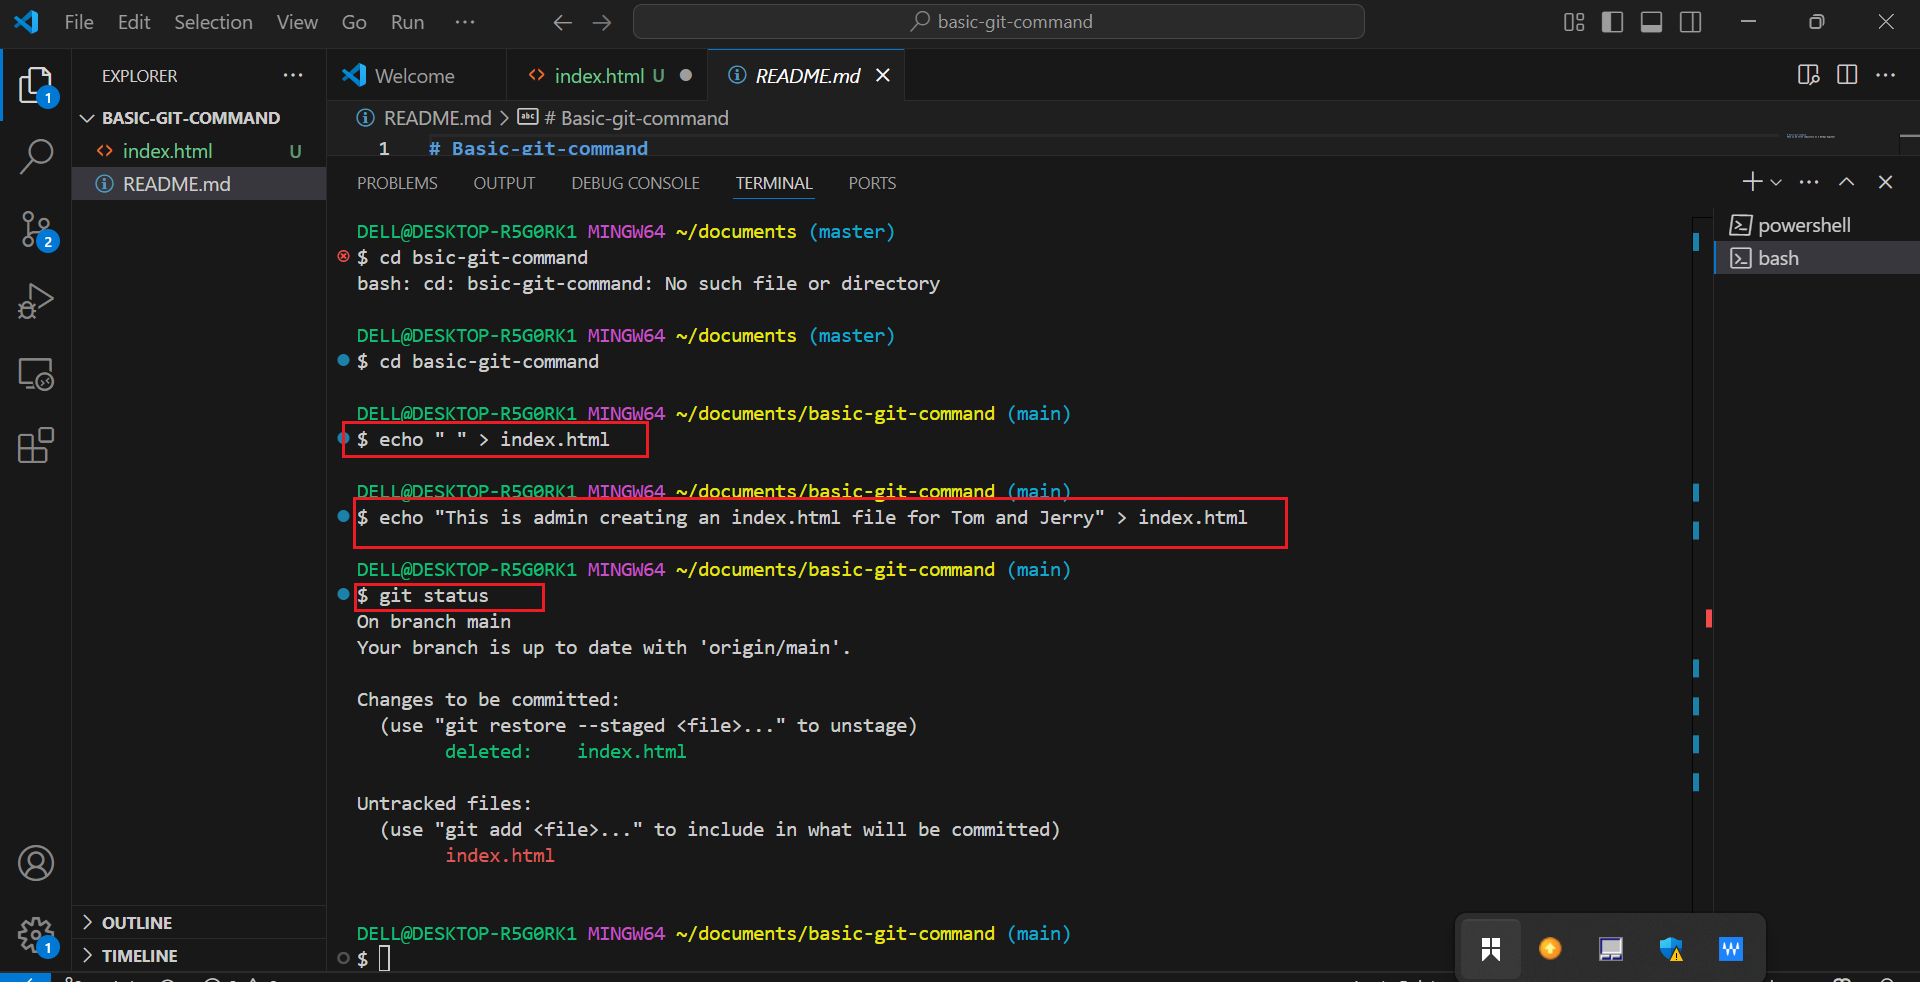 File Edit Selection View Go Run ...
basic-git-command
EXPLORER
Welcome
index.html U
README.md
BASIC-GIT-COMMAND
index.html U
README.md
README.md > # Basic-git-command
1 # Basic-git-command
PROBLEMS OUTPUT DEBUG CONSOLE TERMINAL PORTS
powershell
bash
DELL@DESKTOP-R5G0RK1 MINGW64 ~/documents (master)
$ cd bsic-git-command
bash: cd: bsic-git-command: No such file or directory
DELL@DESKTOP-R5G0RK1 MINGW64 ~/documents (master)
$ cd basic-git-command
DELL@DESKTOP-R5G0RK1 MINGW64 ~/documents/basic-git-command (main)
$ echo " " > index.html
DELL@DESKTOP-R5G0RK1 MINGW64 ~/documents/basic-git-command (main)
$ echo "This is admin creating an index.html file for Tom and Jerry" > index.html
DELL@DESKTOP-R5G0RK1 MINGW64 ~/documents/basic-git-command (main)
$ git status
On branch main
Your branch is up to date with 'origin/main'.
Changes to be committed:
(use "git restore --staged <file>..." to unstage)
deleted: index.html
Untracked files:
(use "git add <file>..." to include in what will be committed)
index.html
DELL@DESKTOP-R5G0RK1 MINGW64 ~/documents/basic-git-command (main)
$
1
2
1
OUTLINE
TIMELINE